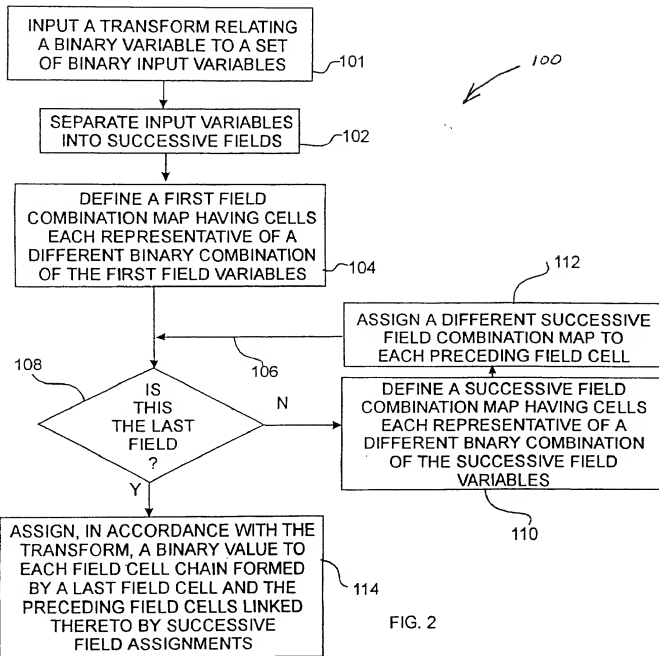 INPUT A TRANSFORM RELATING
A BINARY VARIABLE TO A SET
OF BINARY INPUT VARIABLES
101
100
SEPARATE INPUT VARIABLES
INTO SUCCESSIVE FIELDS
102
DEFINE A FIRST FIELD
COMBINATION MAP HAVING CELLS
EACH REPRESENTATIVE OF A
DIFFERENT BINARY COMBINATION
OF THE FIRST FIELD VARIABLES
104
112
ASSIGN A DIFFERENT SUCCESSIVE
FIELD COMBINATION MAP TO
EACH PRECEDING FIELD CELL
106
108
IS
THIS
THE LAST
FIELD
?
N
Y
DEFINE A SUCCESSIVE FIELD
COMBINATION MAP HAVING CELLS
EACH REPRESENTATIVE OF A
DIFFERENT BNARY COMBINATION
OF THE SUCCESSIVE FIELD
VARIABLES
110
ASSIGN, IN ACCORDANCE WITH THE
TRANSFORM, A BINARY VALUE TO
EACH FIELD CELL CHAIN FORMED
BY A LAST FIELD CELL AND THE
PRECEDING FIELD CELLS LINKED
THERETO BY SUCCESSIVE
FIELD ASSIGNMENTS
114
FIG. 2